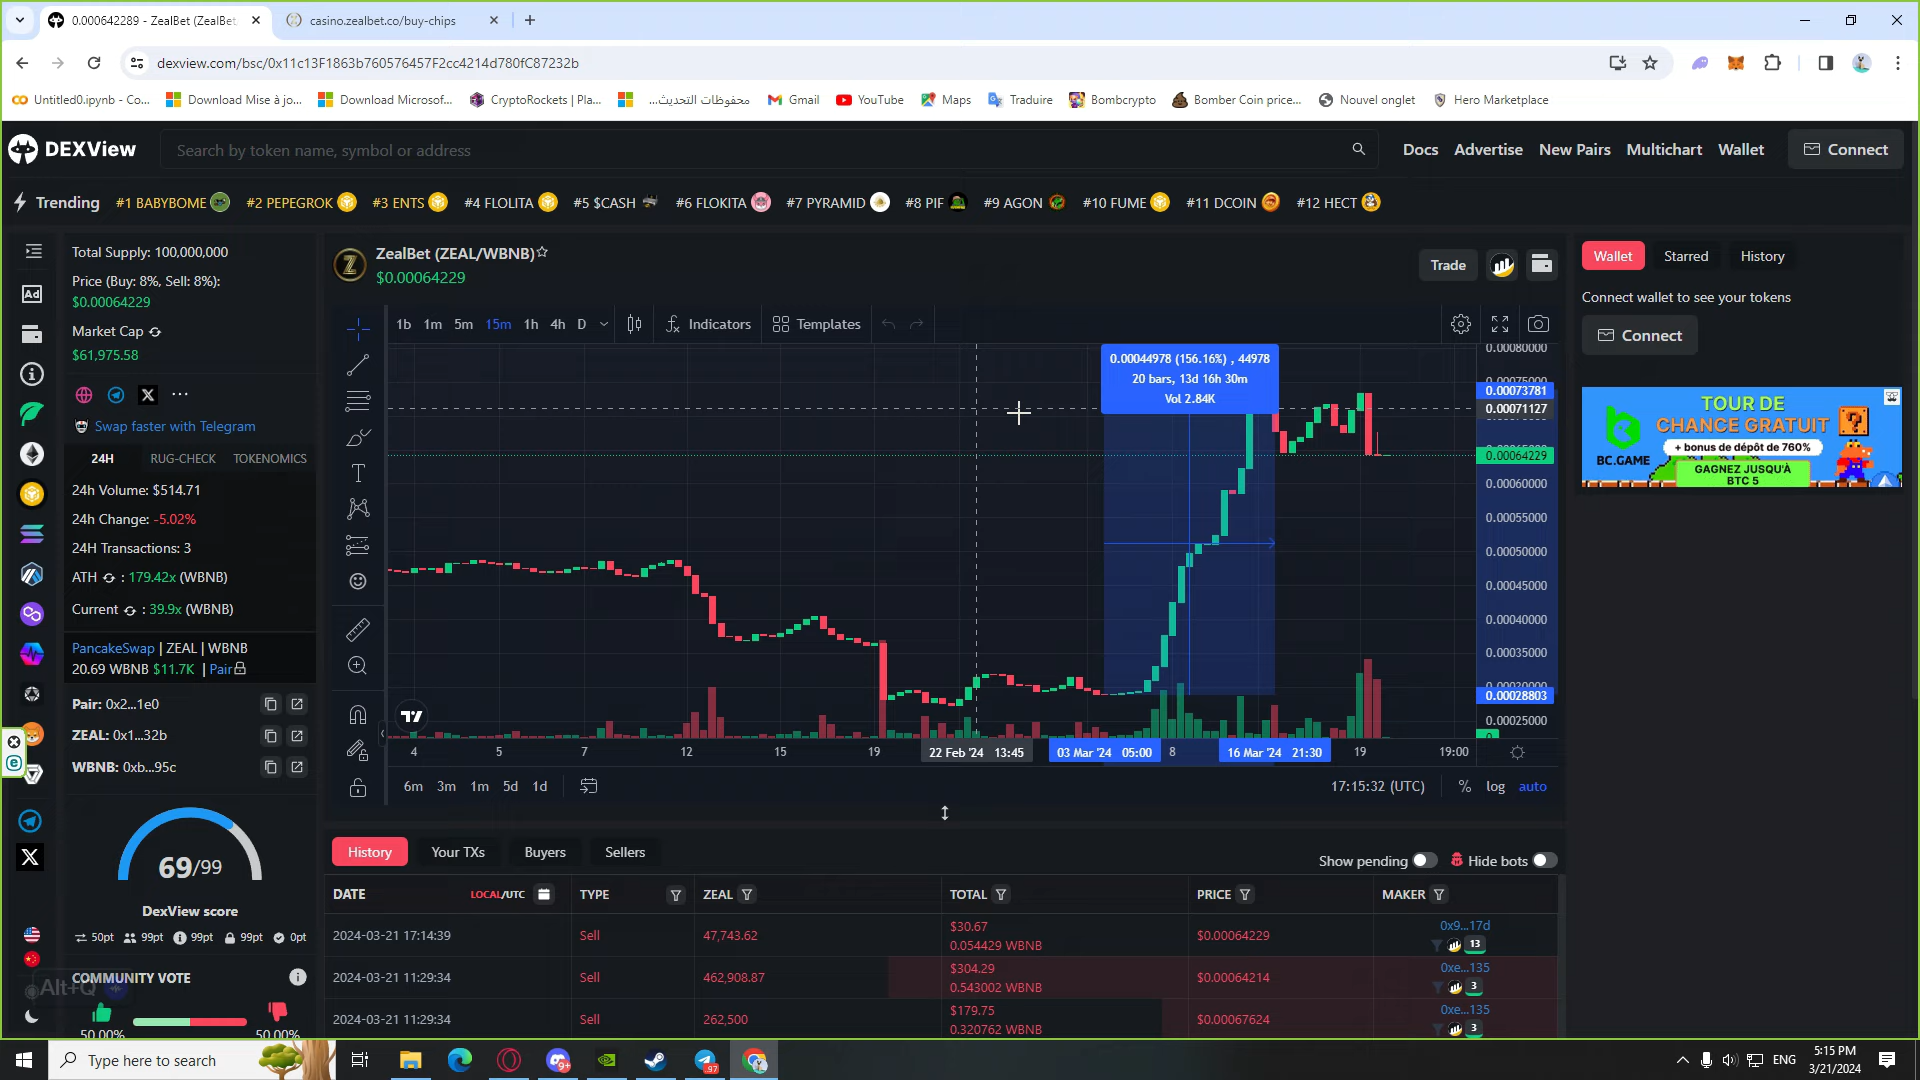 0.000642289 - ZealBet (ZealBet
casino.zealbet.co/buy-chips
dexview.com/bsc/0x11c13F1863b760576457F2cc4214d780fC87232b
Untitled0.ipynb - Co...
Download Mise à jo...
Download Microsof...
CryptoRockets | Pla...
محفوظات التحديث...
Gmail
YouTube
Maps
Traduire
Bombcrypto
Bomber Coin price...
Nouvel onglet
Hero Marketplace
DEXView
Search by token name, symbol or address
Docs
Advertise
New Pairs
Multichart
Wallet
Connect
Trending
#1 BABYBOME
#2 PEPEGROK
#3 ENTS
#4 FLOLITA
#5 $CASH
#6 FLOKITA
#7 PYRAMID
#8 PIF
#9 AGON
#10 FUME
#11 DCOIN
#12 HECT
Total Supply: 100,000,000
Price (Buy: 8%, Sell: 8%):
$0.00064229
Market Cap
$61,975.58
Swap faster with Telegram
24H
RUG-CHECK
TOKENOMICS
24h Volume: $514.71
24h Change: -5.02%
24H Transactions: 3
ATH : 179.42x (WBNB)
Current : 39.9x (WBNB)
PancakeSwap | ZEAL | WBNB
20.69 WBNB $11.7K | Pair
Pair: 0x2...1e0
ZEAL: 0x1...32b
WBNB: 0xb...95c
69/99
DexView score
50pt
99pt
99pt
99pt
0pt
COMMUNITY VOTE
Alt+Q
50.00%
50.00%
Ad
ZealBet (ZEAL/WBNB)
$0.00064229
Trade
1b
1m
5m
15m
1h
4h
D
Indicators
Templates
0.00044978 (156.16%) , 44978
20 bars, 13d 16h 30m
Vol 2.84K
0.00080000
0.00075000
0.00073781
0.00071127
0.00064229
0.00060000
0.00055000
0.00050000
0.00045000
0.00040000
0.00035000
0.00028803
0.00025000
0
4
5
7
12
15
19
22 Feb '24 13:45
03 Mar '24 05:00
8
16 Mar '24 21:30
19
19:00
6m
3m
1m
5d
1d
17:15:32 (UTC)
%
log
auto
History
Your TXs
Buyers
Sellers
Show pending
Hide bots
DATE
LOCAL/UTC
TYPE
ZEAL
TOTAL
PRICE
MAKER
2024-03-21 17:14:39
Sell
47,743.62
$30.67
0.054429 WBNB
$0.00064229
0x9...17d
13
2024-03-21 11:29:34
Sell
462,908.87
$304.29
0.543002 WBNB
$0.00064214
0xe...135
3
2024-03-21 11:29:34
Sell
262,500
$179.75
0.320762 WBNB
$0.00067624
0xe...135
3
Wallet
Starred
History
Connect wallet to see your tokens
Connect
BC.GAME
TOUR DE
CHANCE GRATUIT
+ bonus de dépôt de 760%
GAGNEZ JUSQU'À
BTC 5
Type here to search
9+
97
ENG
5:15 PM
3/21/2024